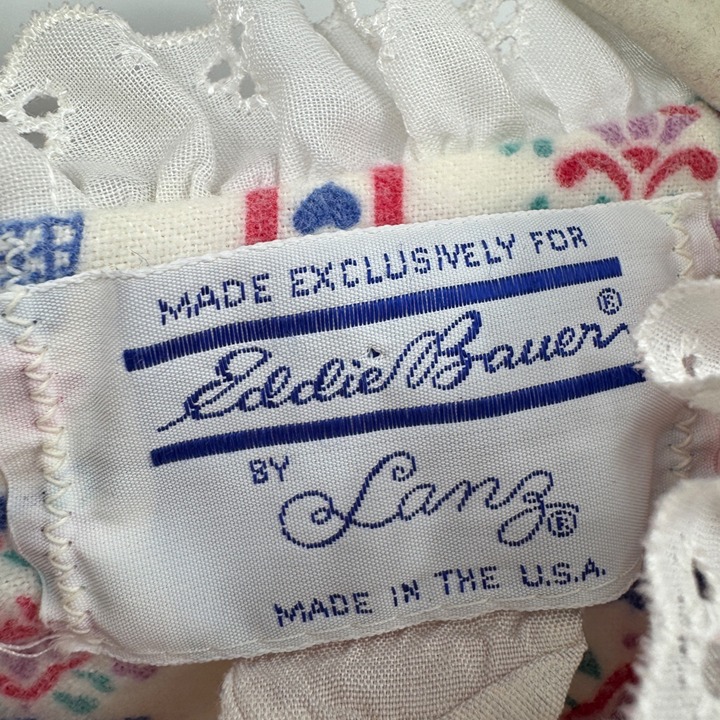 MADE EXCLUSIVELY FOR
Eddie Bauer®
BY
Lanz®
MADE IN THE U.S.A.